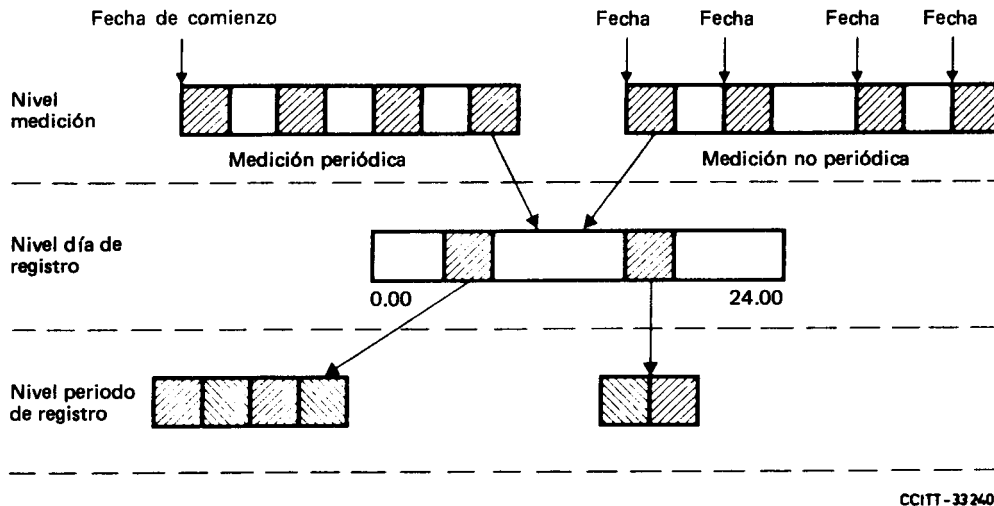 Fecha de comienzo
Fecha
Fecha
Fecha
Fecha
Nivel
medición
Medición periódica
Medición no periódica
Nivel día de
registro
0.00
24.00
Nivel periodo
de registro
CCITT-33240